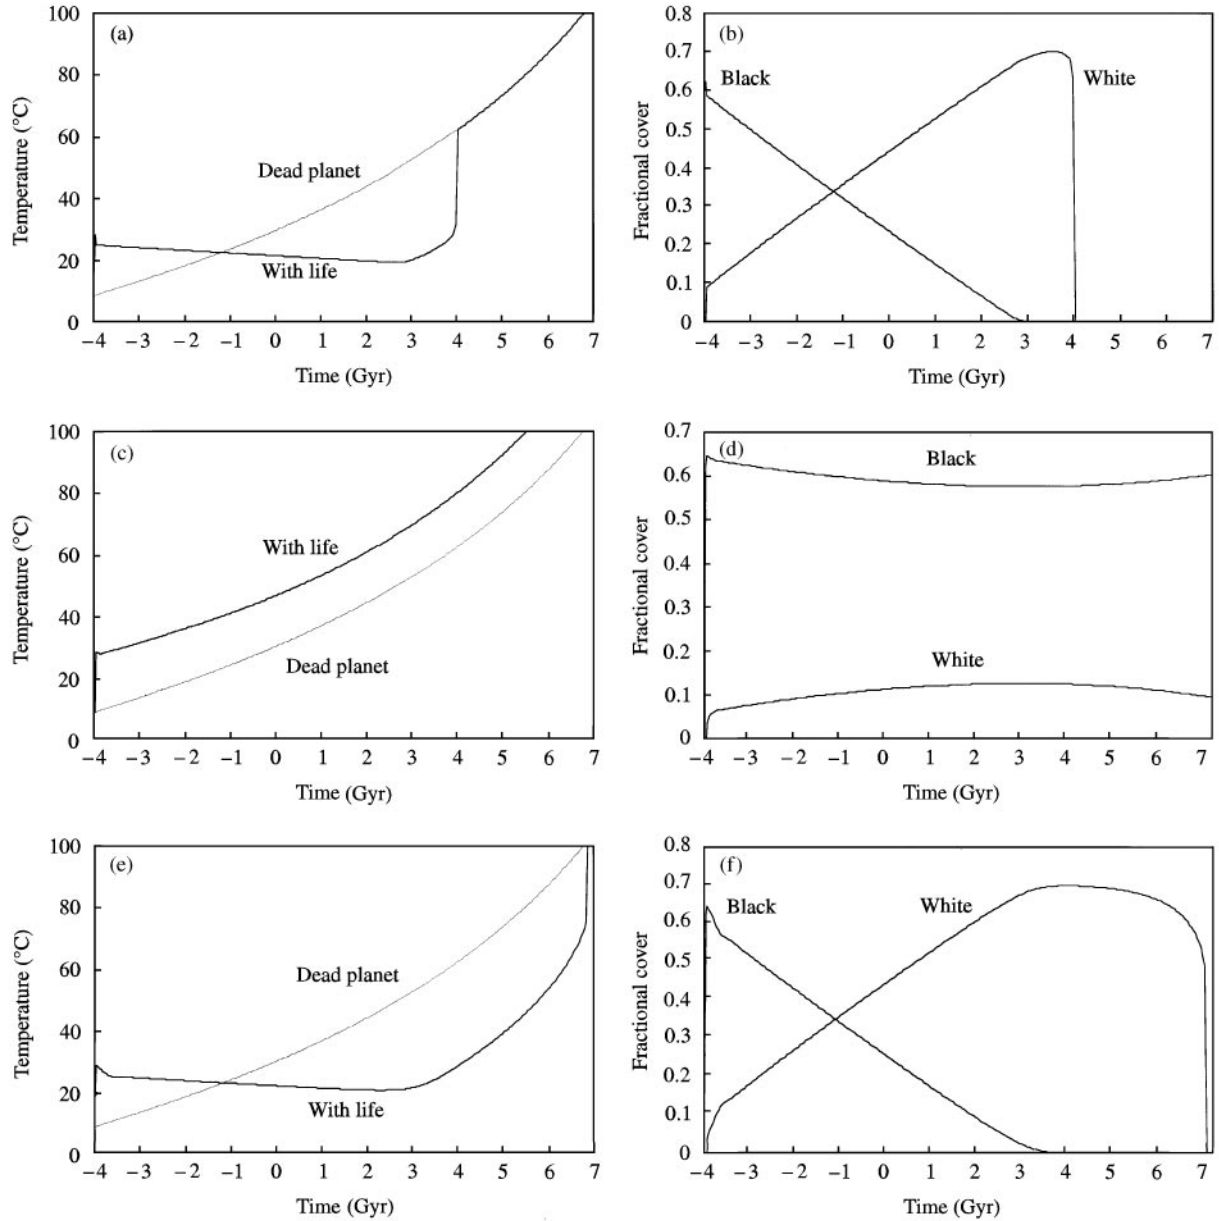 (a)
100
80
60
40
20
0
Temperature (°C)
Dead planet
With life
−4 −3 −2 −1 0 1 2 3 4 5 6 7
Time (Gyr)
(b)
0.8
0.7
0.6
0.5
0.4
0.3
0.2
0.1
0
Fractional cover
Black
White
−4 −3 −2 −1 0 1 2 3 4 5 6 7
Time (Gyr)
(c)
100
80
60
40
20
0
Temperature (°C)
With life
Dead planet
−4 −3 −2 −1 0 1 2 3 4 5 6 7
Time (Gyr)
(d)
0.7
0.6
0.5
0.4
0.3
0.2
0.1
0
Fractional cover
Black
White
−4 −3 −2 −1 0 1 2 3 4 5 6 7
Time (Gyr)
(e)
100
80
60
40
20
0
Temperature (°C)
Dead planet
With life
−4 −3 −2 −1 0 1 2 3 4 5 6 7
Time (Gyr)
(f)
0.8
0.7
0.6
0.5
0.4
0.3
0.2
0.1
0
Fractional cover
Black
White
−4 −3 −2 −1 0 1 2 3 4 5 6 7
Time (Gyr)